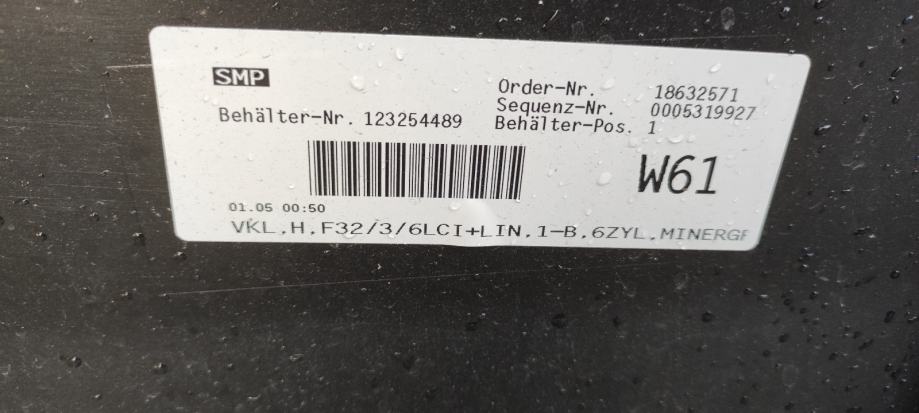 SMP
Order-Nr. 18632571
Sequenz-Nr. 0005319927
Behälter-Nr. 123254489 Behälter-Pos. 1
W61
01.05 00:50
VKL,H,F32/3/6LCI+LIN,1-B,6ZYL,MINERGR